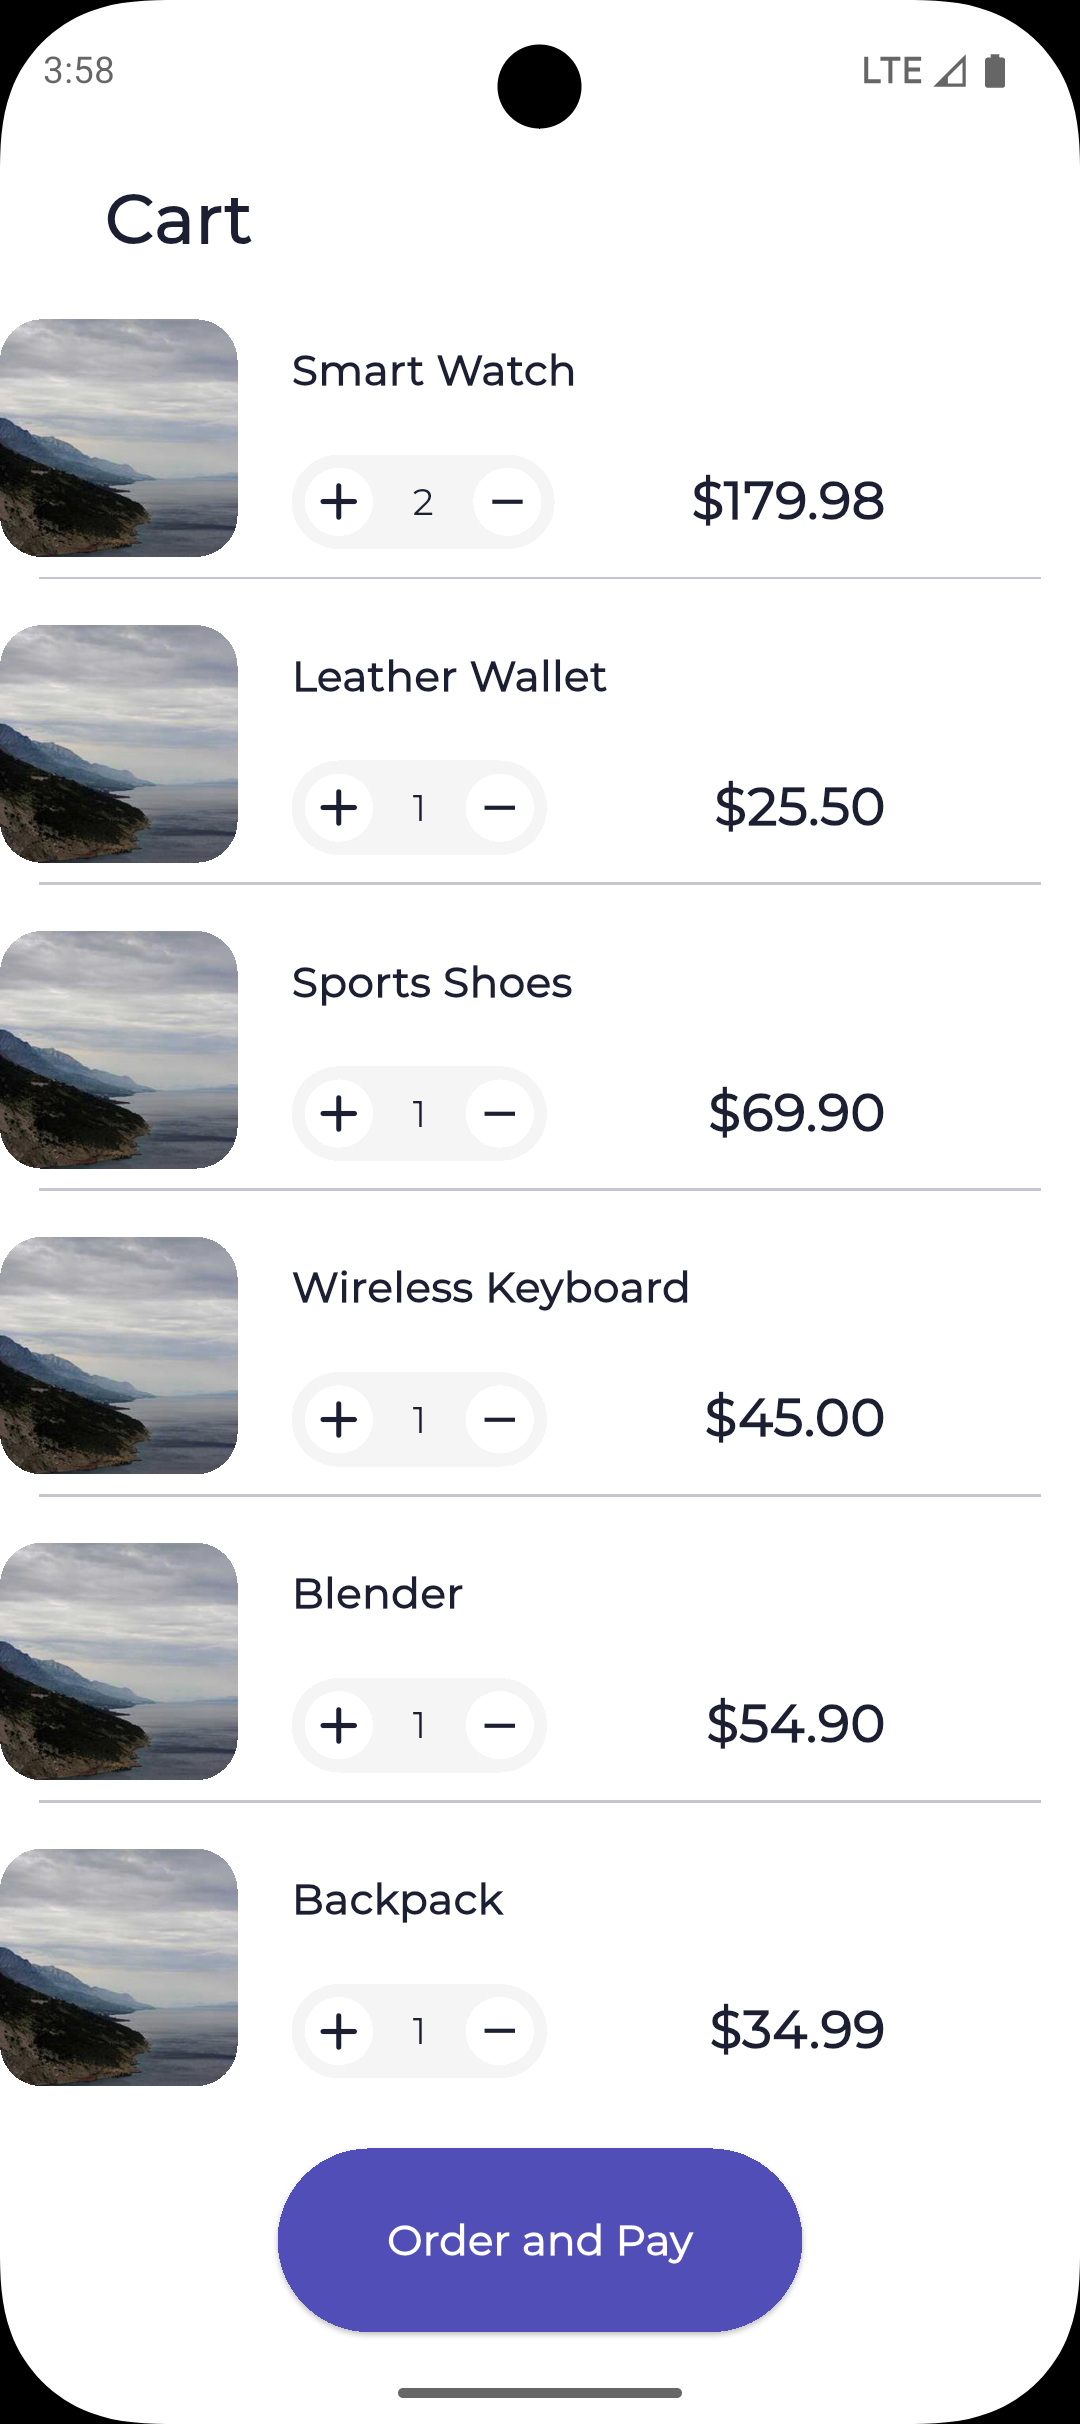 3:58
LTE
Cart
Smart Watch
2
$179.98
Leather Wallet
1
$25.50
Sports Shoes
1
$69.90
Wireless Keyboard
1
$45.00
Blender
1
$54.90
Backpack
1
$34.99
Order and Pay